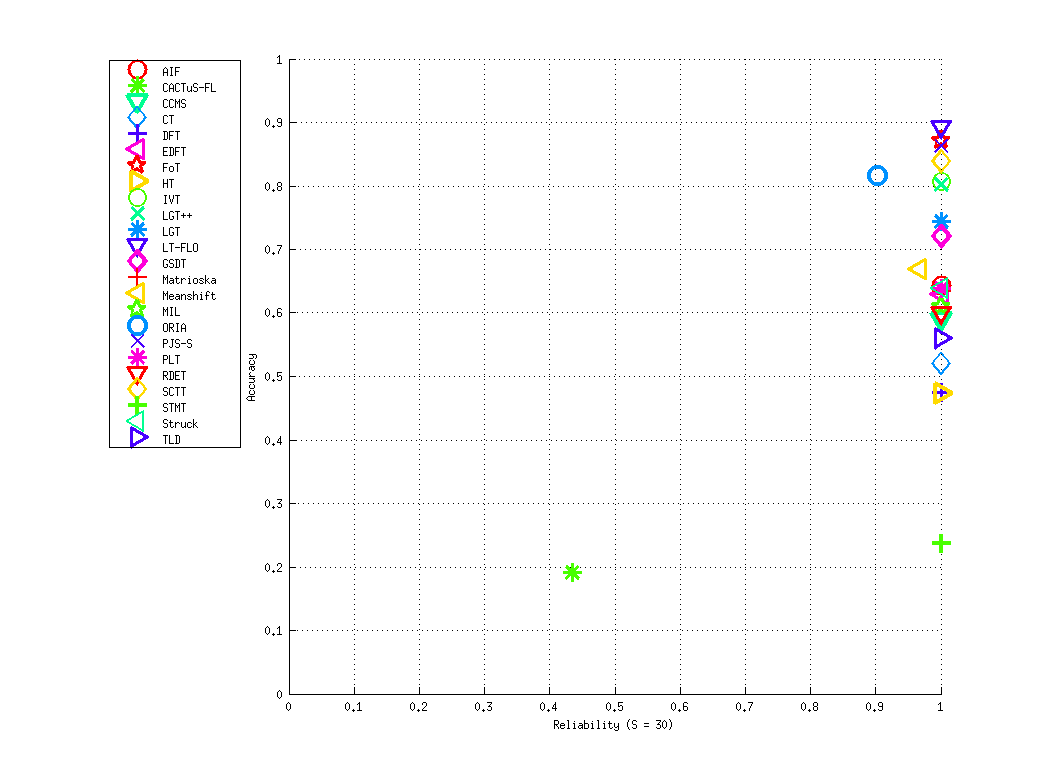 AIF
CACTuS-FL
CCMS
CT
DFT
EDFT
FoT
HT
IVT
LGT++
LGT
LT-FLO
GSDT
Matrioska
Meanshift
MIL
ORIA
PJS-S
PLT
RDET
SCTT
STMT
Struck
TLD
1
0.9
0.8
0.7
0.6
0.5
0.4
0.3
0.2
0.1
0
Accuracy
0 0.1 0.2 0.3 0.4 0.5 0.6 0.7 0.8 0.9 1
Reliability (S = 30)